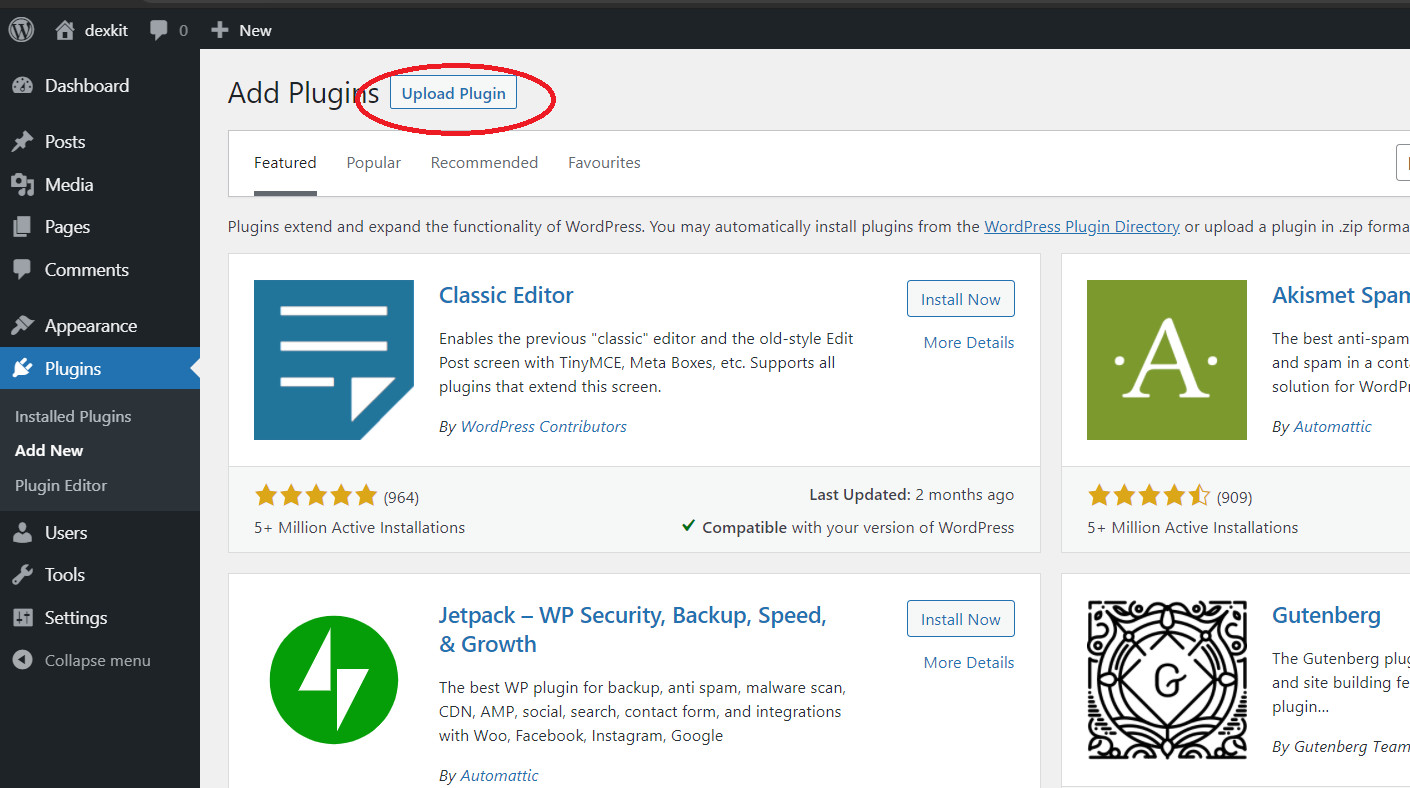 dexkit
0
New
Dashboard
Posts
Media
Pages
Comments
Appearance
Plugins
Installed Plugins
Add New
Plugin Editor
Users
Tools
Settings
Collapse menu
Add Plugins
Upload Plugin
Featured
Popular
Recommended
Favourites
Plugins extend and expand the functionality of WordPress. You may automatically install plugins from the WordPress Plugin Directory or upload a plugin in .zip forma
Classic Editor
Install Now
More Details
Enables the previous "classic" editor and the old-style Edit
Post screen with TinyMCE, Meta Boxes, etc. Supports all
plugins that extend this screen.
By WordPress Contributors
(964)
Last Updated: 2 months ago
5+ Million Active Installations
Compatible with your version of WordPress
A
Akismet Spam
The best anti-spam
and spam in a conta
solution for WordPr
By Automattic
(909)
5+ Million Active Installations
Jetpack – WP Security, Backup, Speed,
& Growth
Install Now
More Details
The best WP plugin for backup, anti spam, malware scan,
CDN, AMP, social, search, contact form, and integrations
with Woo, Facebook, Instagram, Google
By Automattic
G
Gutenberg
The Gutenberg plug
and site building fe
plugin...
By Gutenberg Team